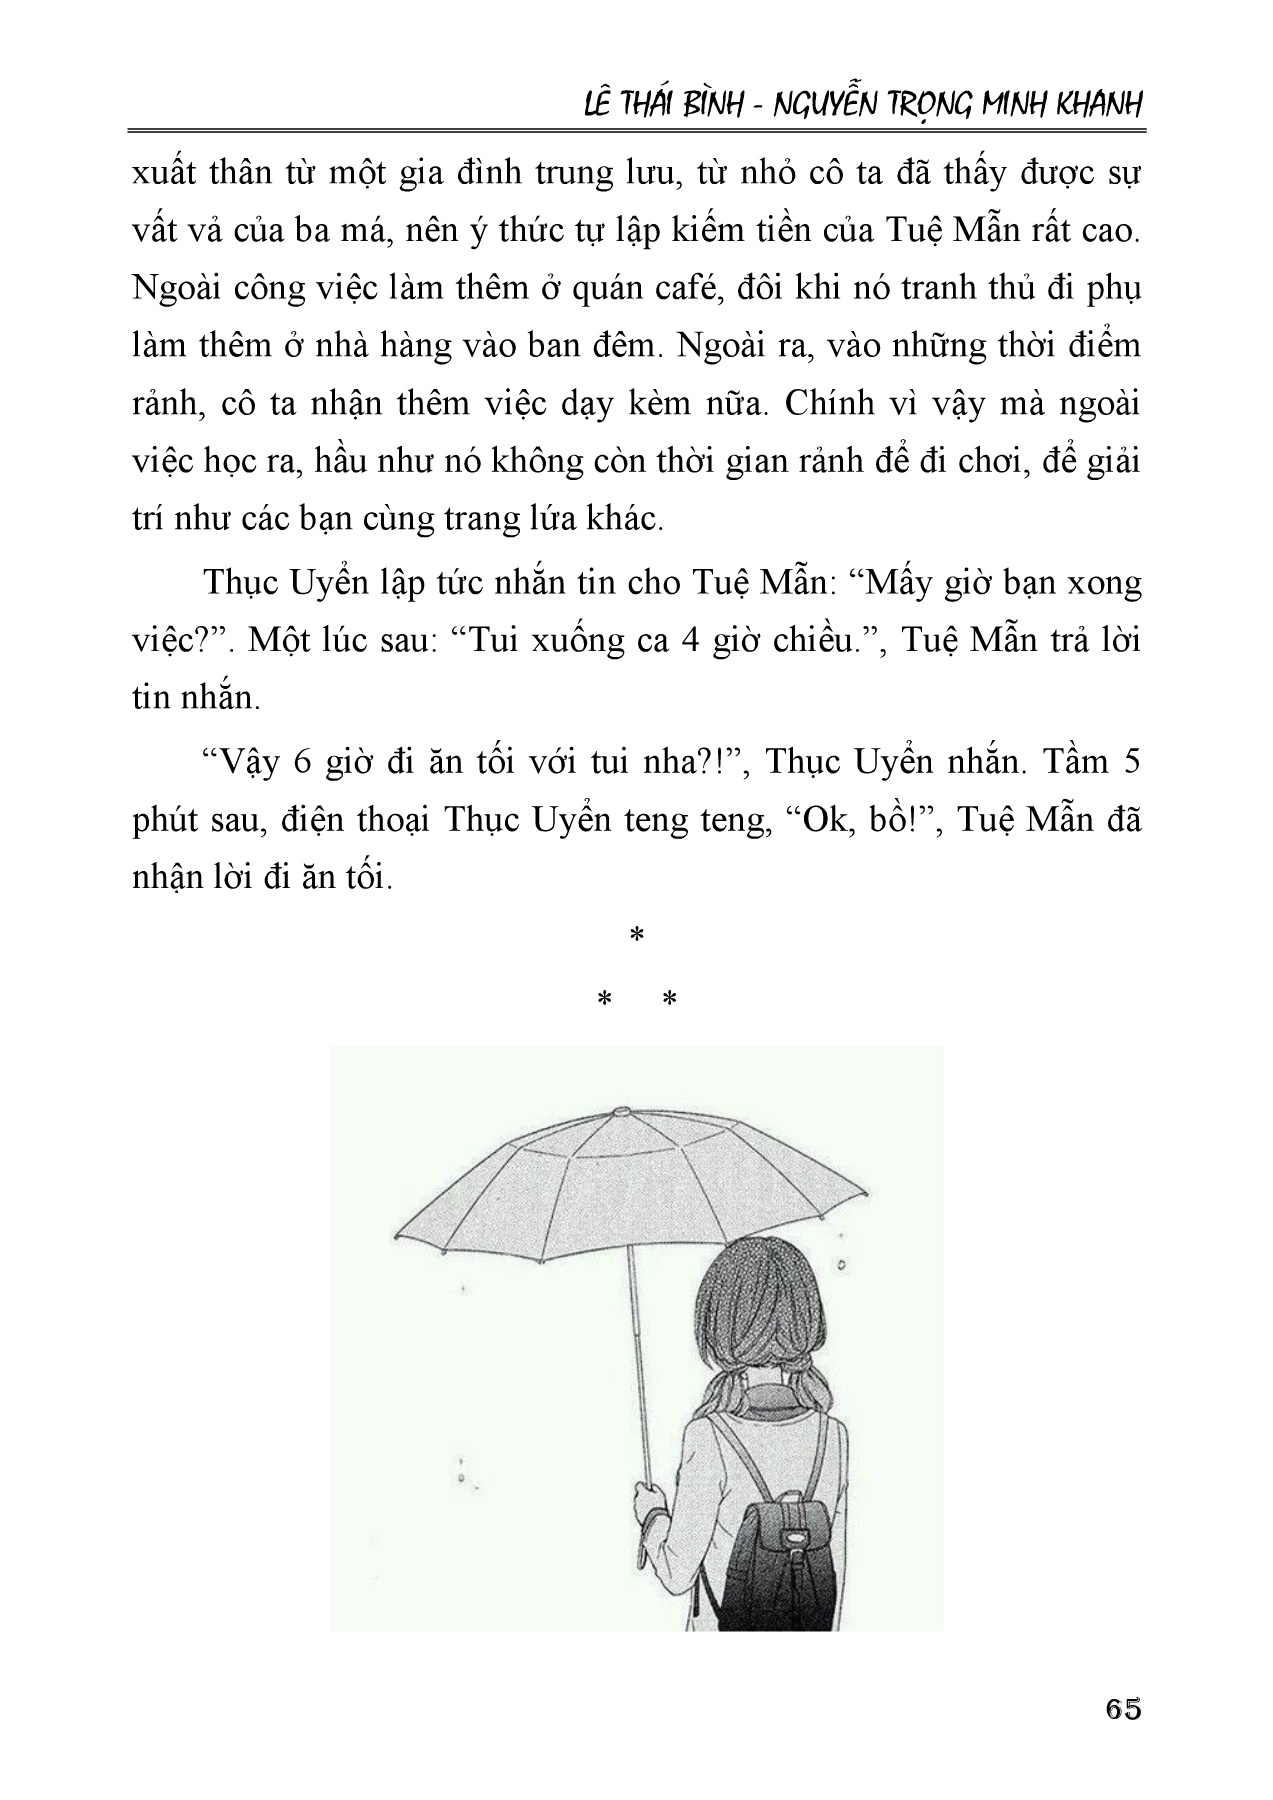 LÊ THÁI BÌNH - NGUYỄN TRỌNG MINH KHANH
xuất thân từ một gia đình trung lưu, từ nhỏ cô ta đã thấy được sự
vất vả của ba má, nên ý thức tự lập kiếm tiền của Tuệ Mẫn rất cao.
Ngoài công việc làm thêm ở quán café, đôi khi nó tranh thủ đi phụ
làm thêm ở nhà hàng vào ban đêm. Ngoài ra, vào những thời điểm
rảnh, cô ta nhận thêm việc dạy kèm nữa. Chính vì vậy mà ngoài
việc học ra, hầu như nó không còn thời gian rảnh để đi chơi, để giải
trí như các bạn cùng trang lứa khác.
Thục Uyển lập tức nhắn tin cho Tuệ Mẫn: “Mấy giờ bạn xong
việc?”. Một lúc sau: “Tui xuống ca 4 giờ chiều.”, Tuệ Mẫn trả lời
tin nhắn.
“Vậy 6 giờ đi ăn tối với tui nha?!”, Thục Uyển nhắn. Tầm 5
phút sau, điện thoại Thục Uyển teng teng, “Ok, bồ!”, Tuệ Mẫn đã
nhận lời đi ăn tối.
*
* *
65